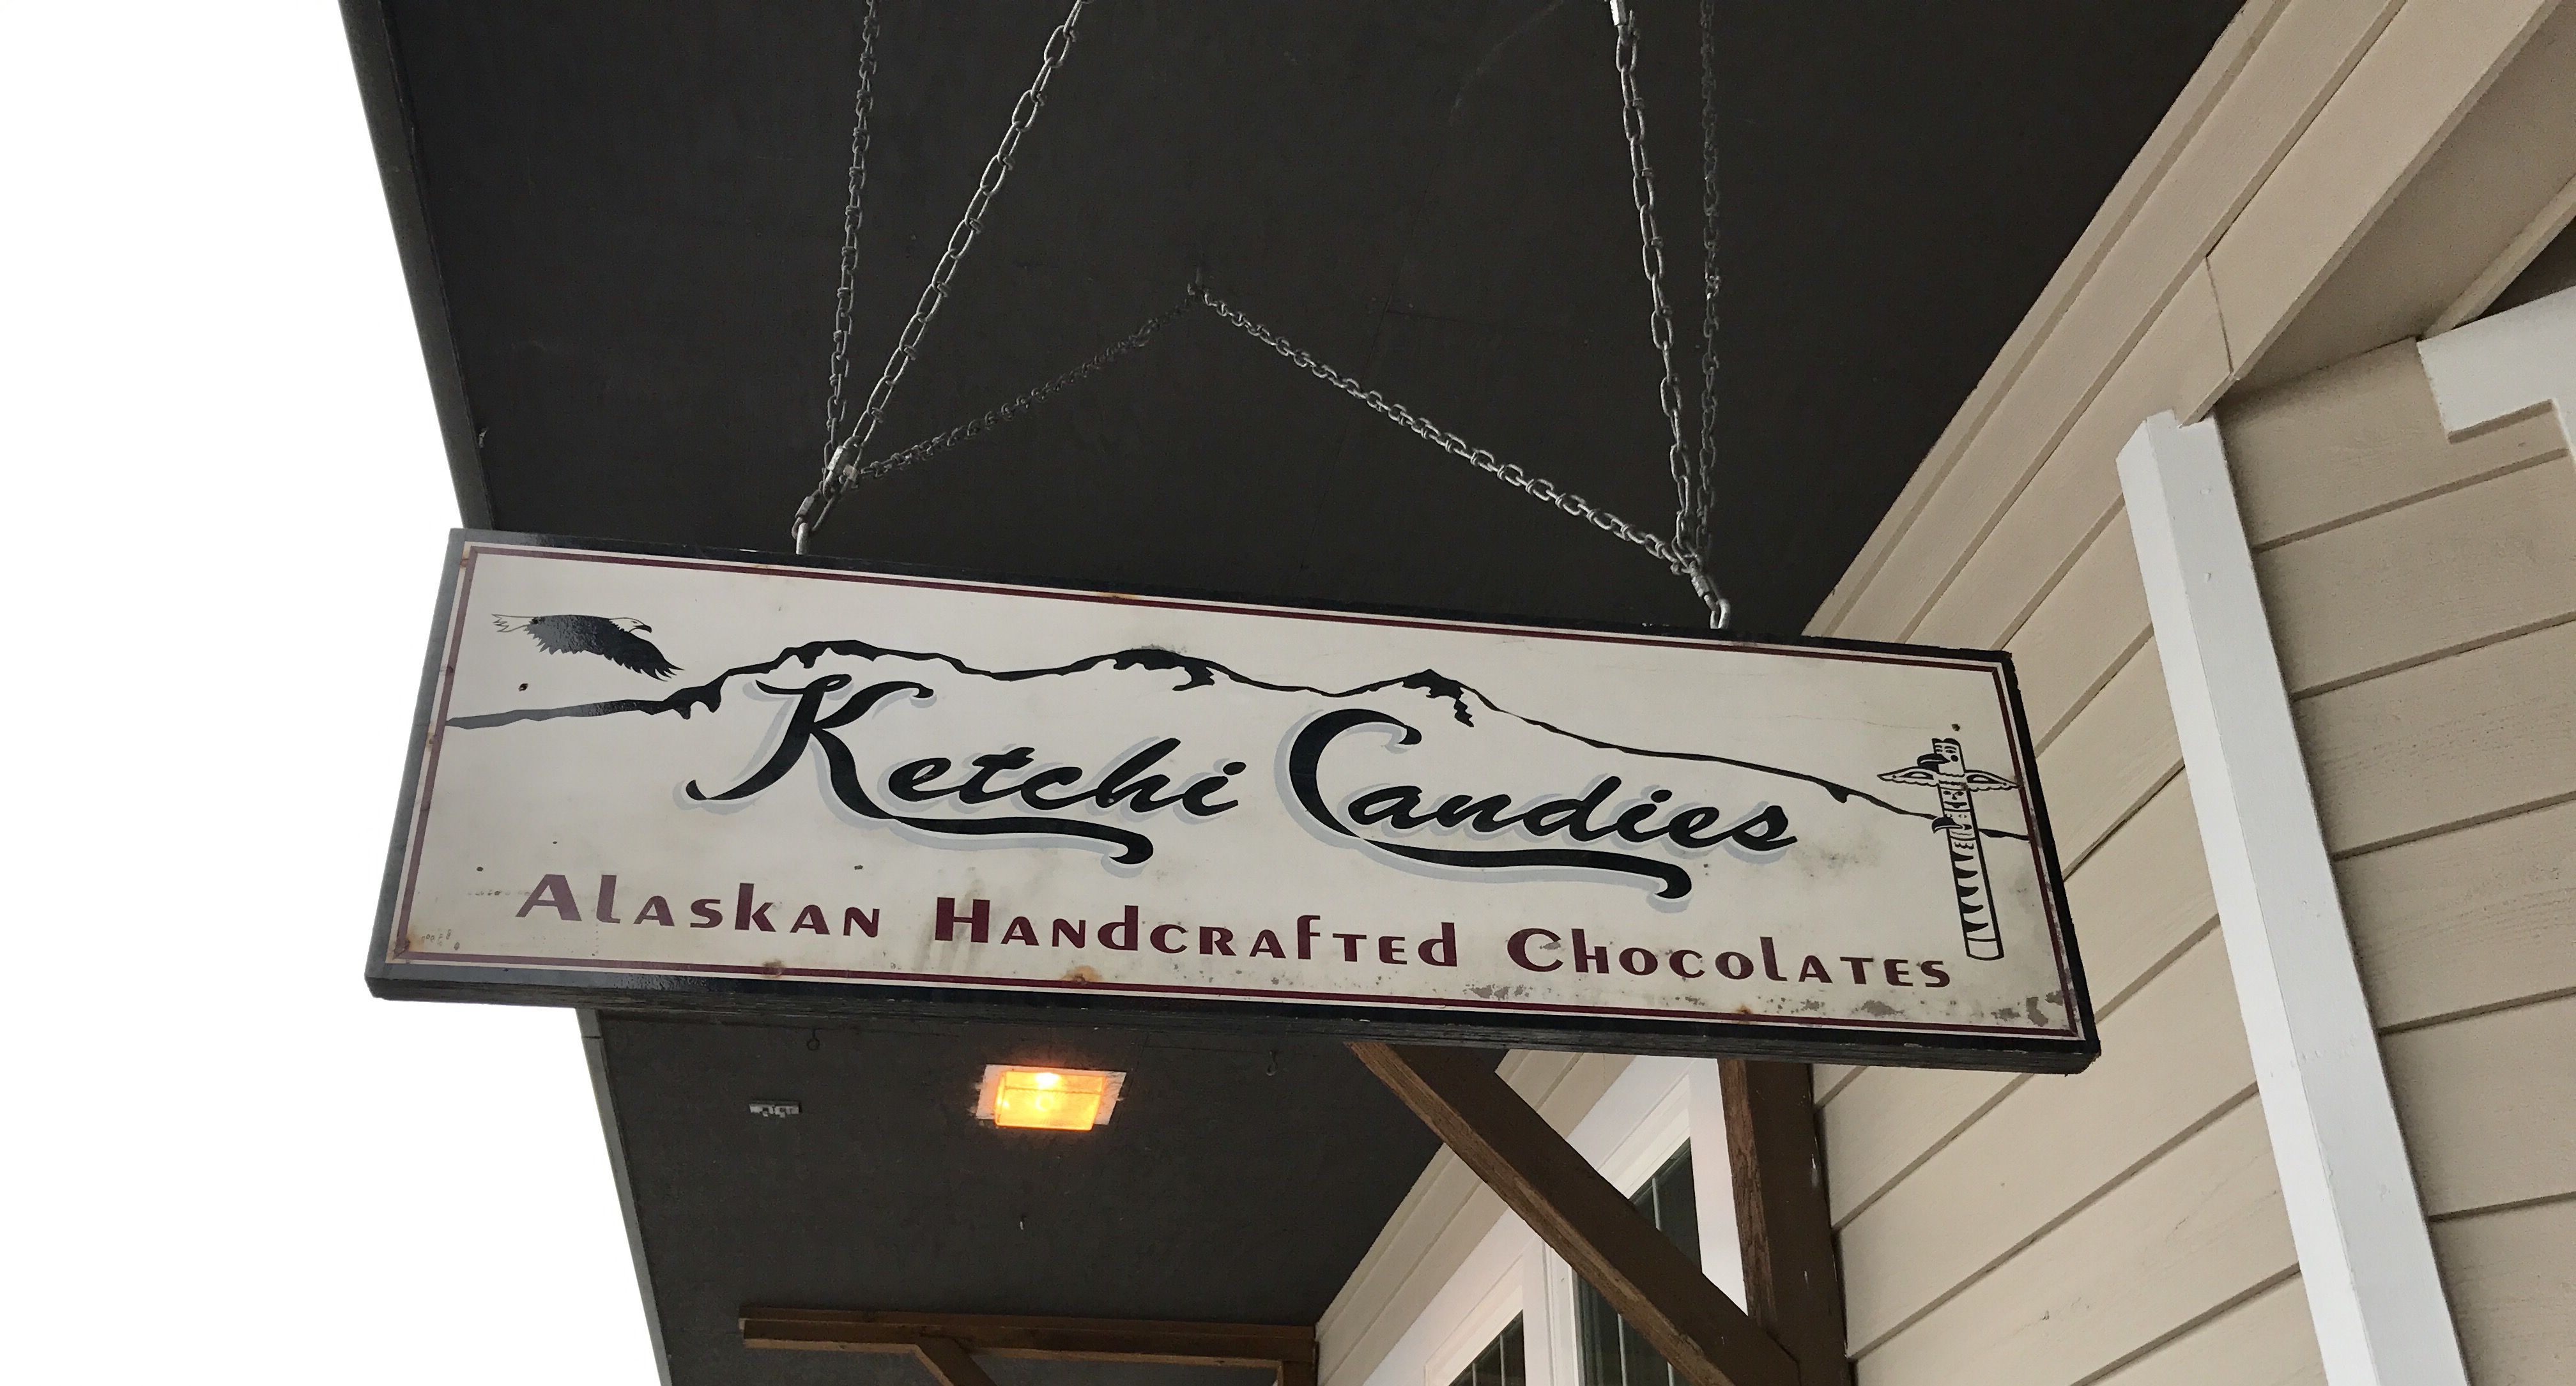 Ketchi Candies
Alaskan Handcrafted Chocolates